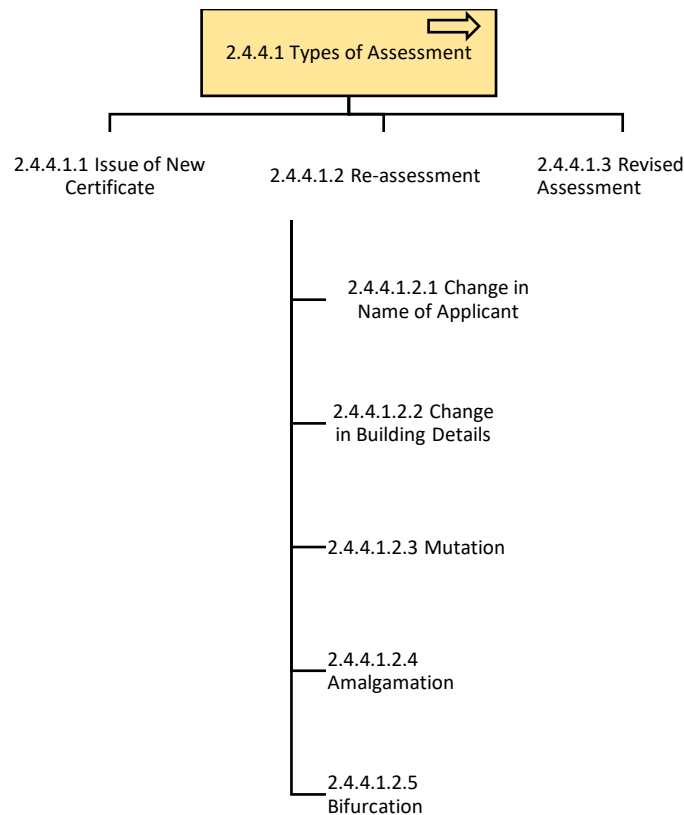 2.4.4.1 Types of Assessment
2.4.4.1.1 Issue of New
Certificate
2.4.4.1.2 Re-assessment
2.4.4.1.3 Revised
Assessment
2.4.4.1.2.1 Change in
Name of Applicant
2.4.4.1.2.2 Change
in Building Details
2.4.4.1.2.3 Mutation
2.4.4.1.2.4
Amalgamation
2.4.4.1.2.5
Bifurcation